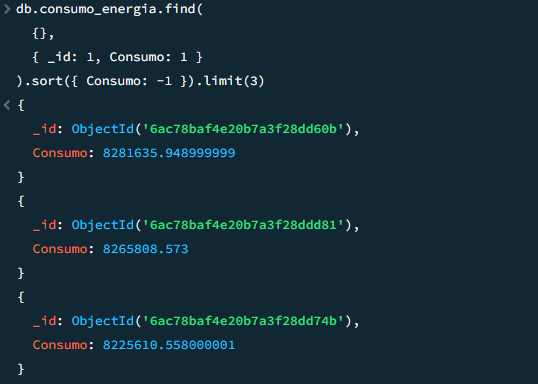 db.consumo_energia.find(
{},
{ _id: 1, Consumo: 1 }
).sort({ Consumo: -1 }).limit(3)
{
_id: ObjectId('6ac78baf4e20b7a3f28dd60b'),
Consumo: 8281635.948999999
}
{
_id: ObjectId('6ac78baf4e20b7a3f28ddd81'),
Consumo: 8265808.573
}
{
_id: ObjectId('6ac78baf4e20b7a3f28dd74b'),
Consumo: 8225610.558000001
}